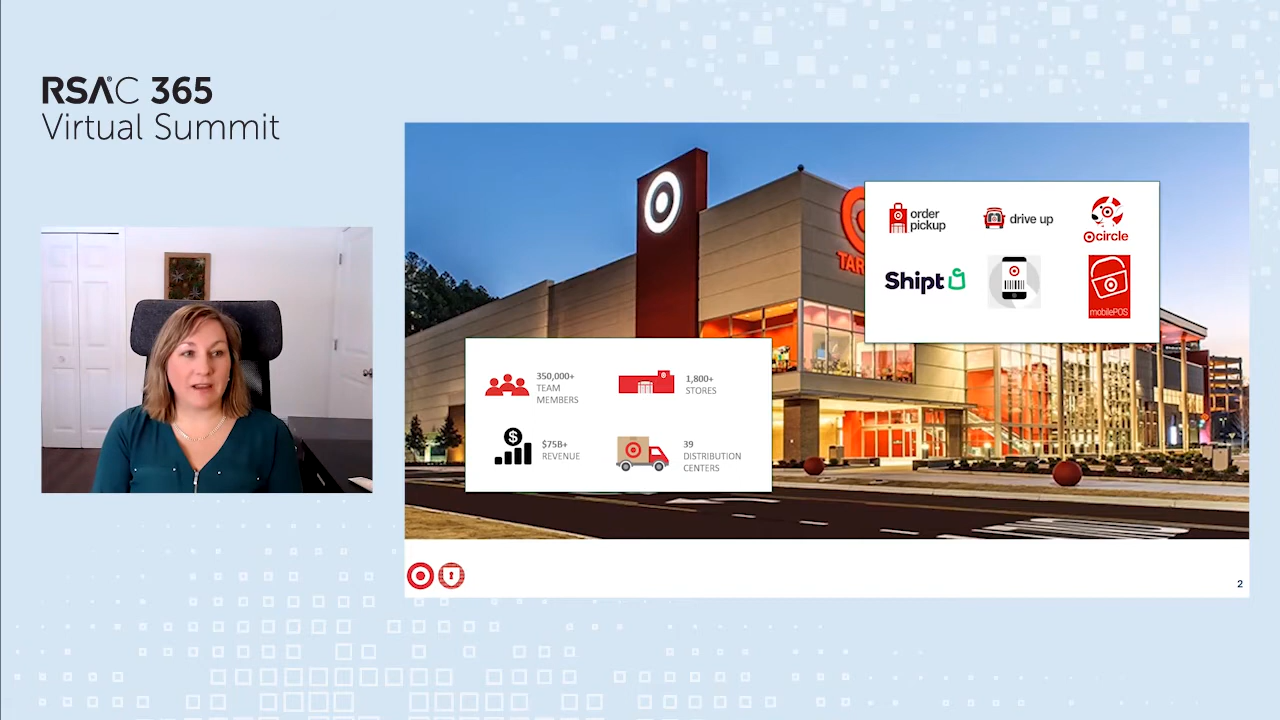 RSAC 365
Virtual Summit
TAR
order
pickup
drive up
circle
Shipt
mobilePOS
350,000+
TEAM
MEMBERS
1,800+
STORES
$
$75B+
REVENUE
39
DISTRIBUTION
CENTERS
2